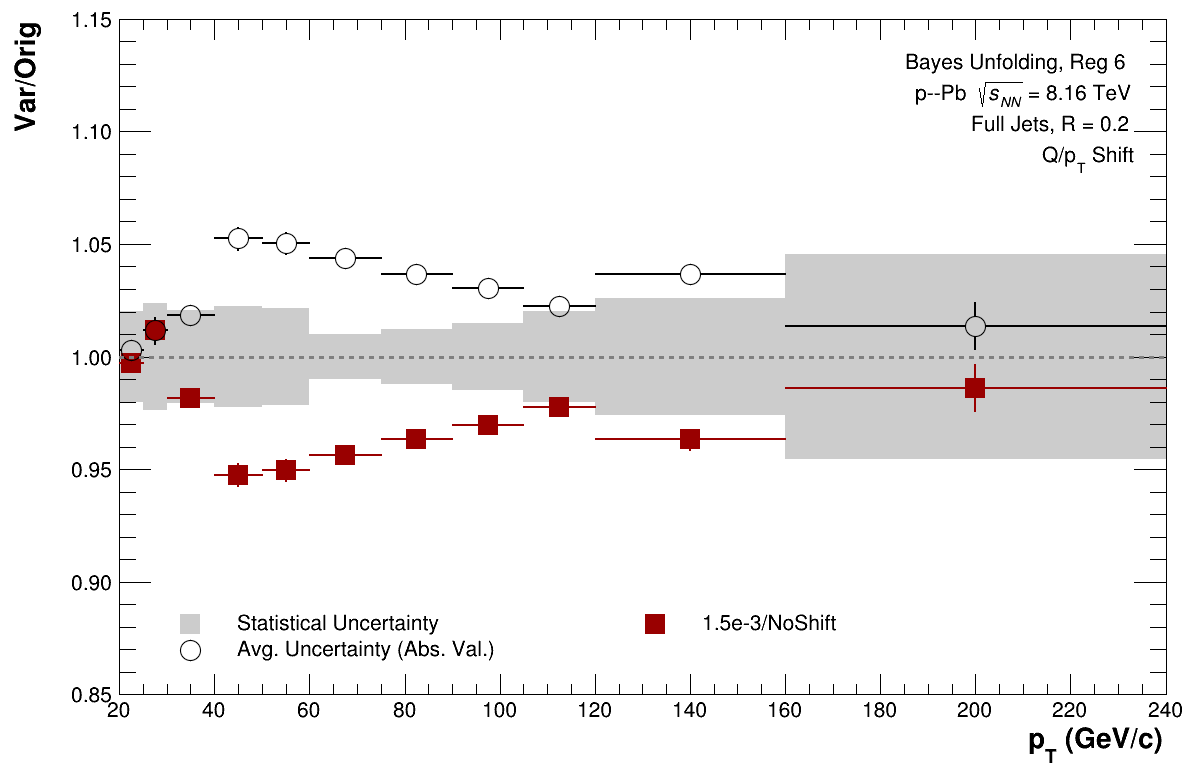 Var/Orig
1.15
1.10
1.05
1.00
0.95
0.90
0.85
Bayes Unfolding, Reg 6
p--Pb √sNN = 8.16 TeV
Full Jets, R = 0.2
Q/pT Shift
Statistical Uncertainty
Avg. Uncertainty (Abs. Val.)
1.5e-3/NoShift
20 40 60 80 100 120 140 160 180 200 220 240
pT (GeV/c)